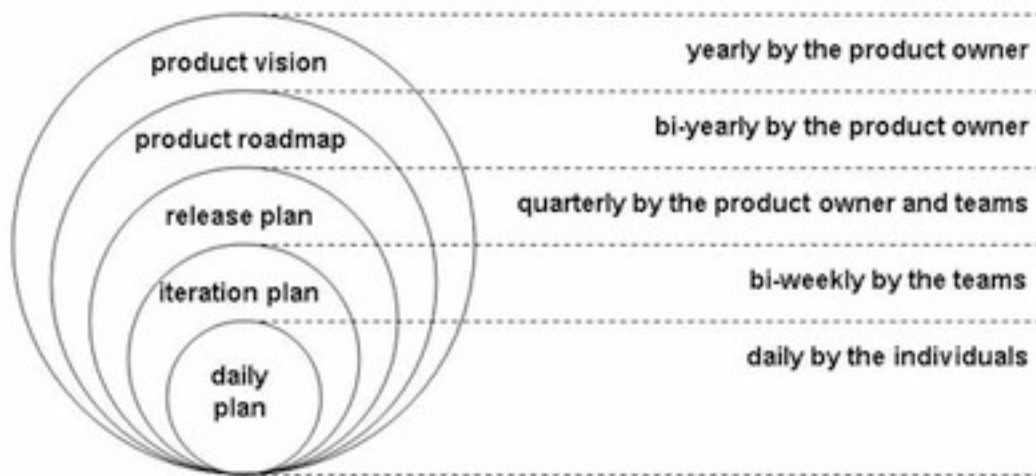 product vision
yearly by the product owner
product roadmap
bi-yearly by the product owner
release plan
quarterly by the product owner and teams
iteration plan
bi-weekly by the teams
daily by the individuals
daily
plan